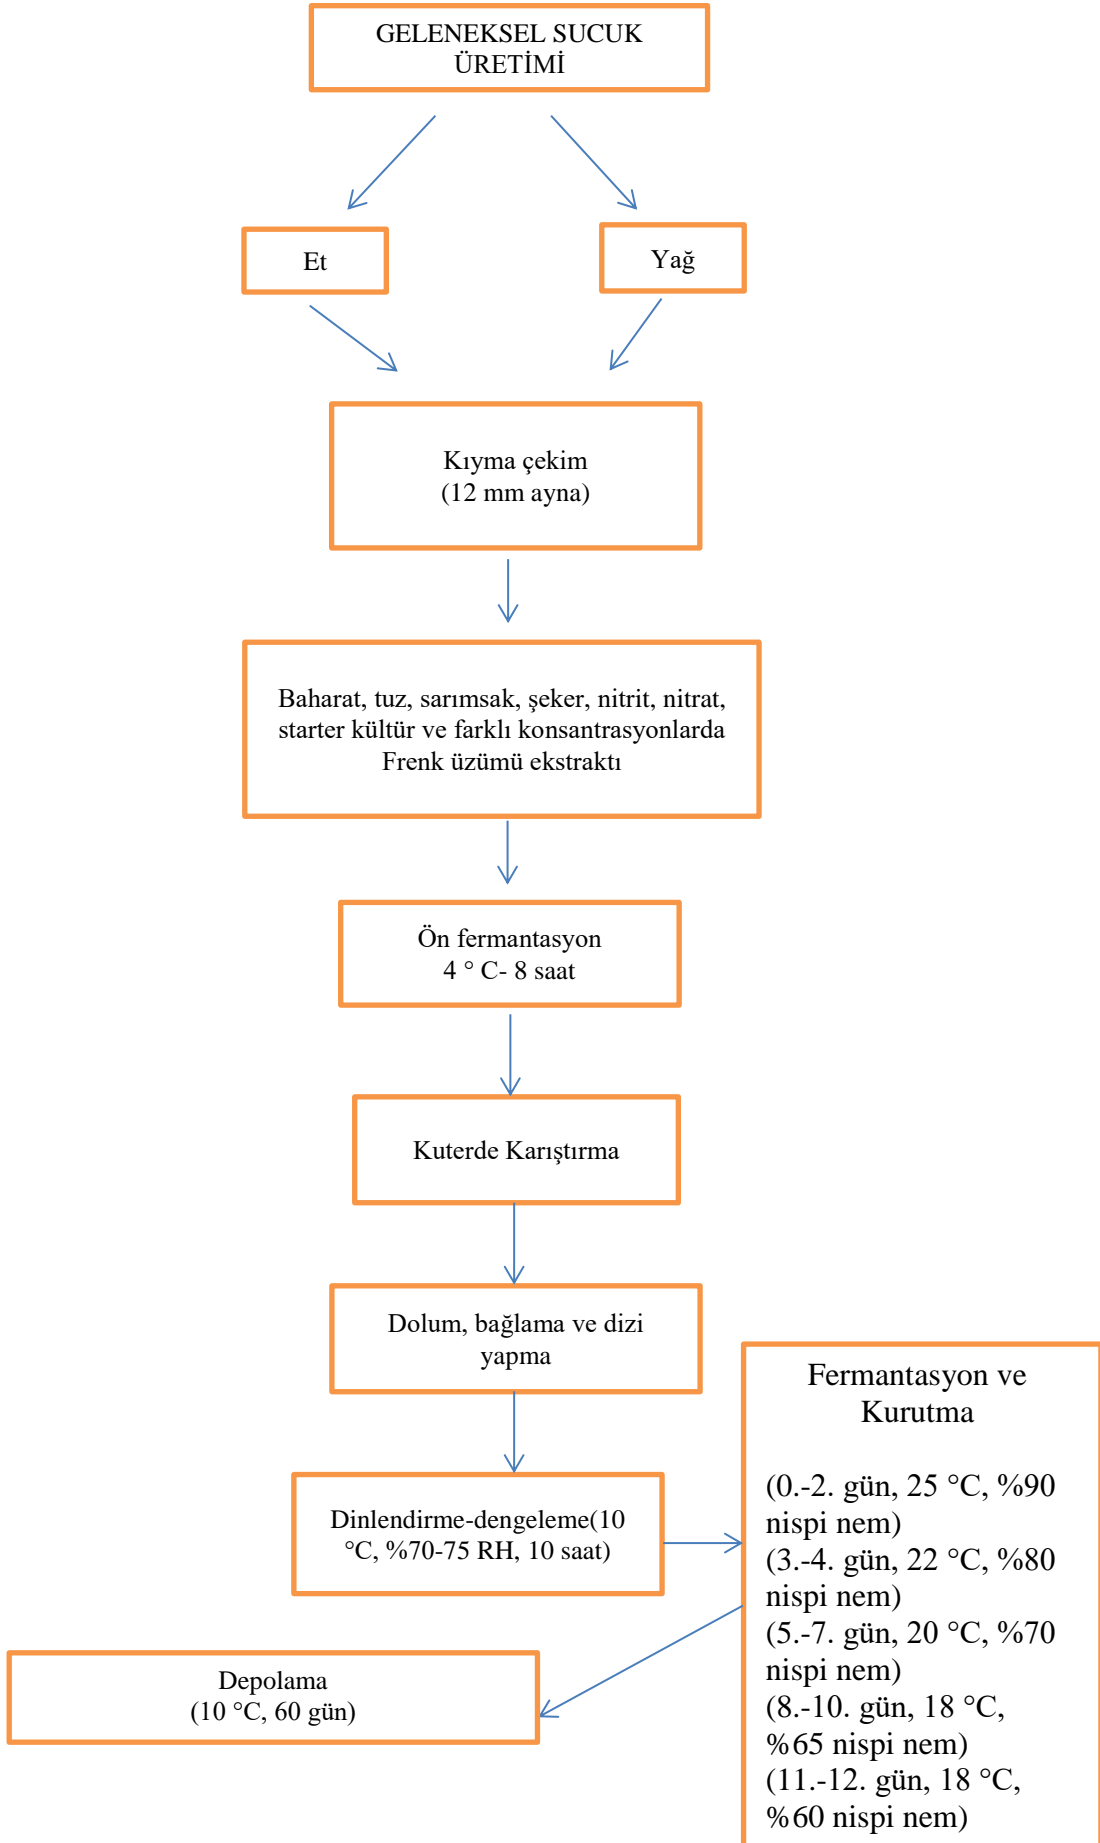 GELENEKSEL SUCUK
ÜRETİMİ
Et
Yağ
Kıyma çekim
(12 mm ayna)
Baharat, tuz, sarımsak, şeker, nitrit, nitrat,
starter kültür ve farklı konsantrasyonlarda
Frenk üzümü ekstraktı
Ön fermantasyon
4 ° C- 8 saat
Kuterde Karıştırma
Dolum, bağlama ve dizi
yapma
Dinlendirme-dengeleme(10
°C, %70-75 RH, 10 saat)
Fermantasyon ve
Kurutma
(0.-2. gün, 25 °C, %90
nispi nem)
(3.-4. gün, 22 °C, %80
nispi nem)
(5.-7. gün, 20 °C, %70
nispi nem)
(8.-10. gün, 18 °C,
%65 nispi nem)
(11.-12. gün, 18 °C,
%60 nispi nem)
Depolama
(10 °C, 60 gün)